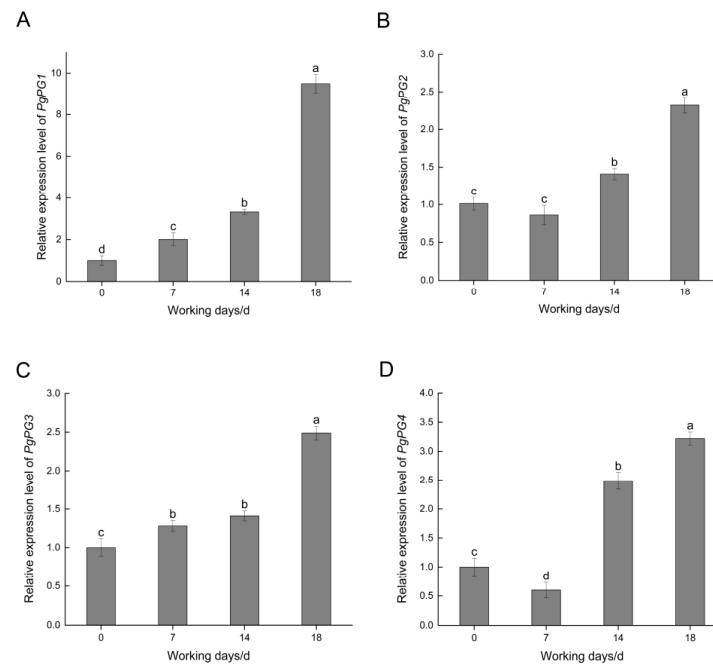 A
Relative expression level of PgPG1
10
8
6
4
2
0
d
c
b
a
0 7 14 18
Working days/d
B
Relative expression level of PgPG2
3.0
2.5
2.0
1.5
1.0
0.5
0.0
c
c
b
a
0 7 14 18
Working days/d
C
Relative expression level of PgPG3
3.0
2.5
2.0
1.5
1.0
0.5
0.0
c
b
b
a
0 7 14 18
Working days/d
D
Relative expression level of PgPG4
4.0
3.5
3.0
2.5
2.0
1.5
1.0
0.5
0.0
c
d
b
a
0 7 14 18
Working days/d